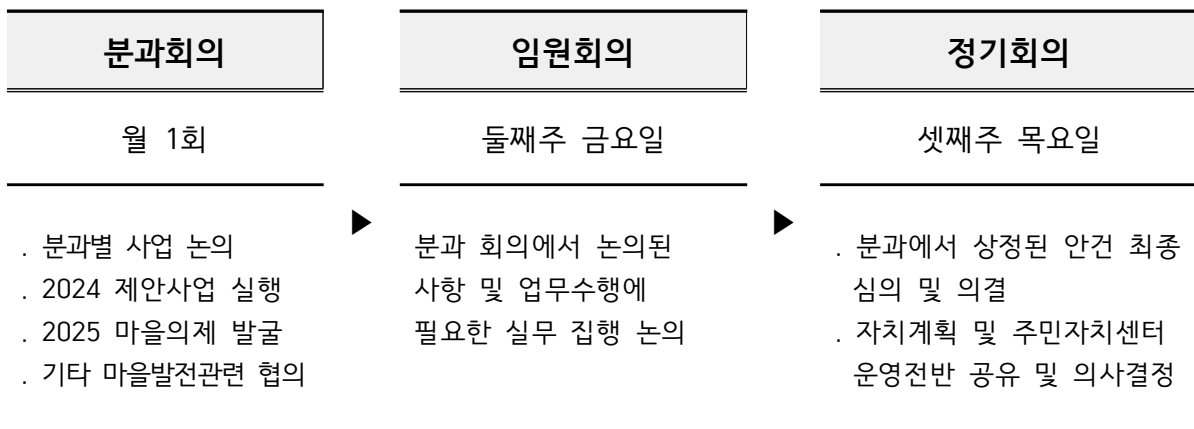 분과회의
월 1회
. 분과별 사업 논의
. 2024 제안사업 실행
. 2025 마을의제 발굴
. 기타 마을발전관련 협의
▶
임원회의
둘째주 금요일
분과 회의에서 논의된
사항 및 업무수행에
필요한 실무 집행 논의
▶
정기회의
셋째주 목요일
. 분과에서 상정된 안건 최종
심의 및 의결
. 자치계획 및 주민자치센터
운영전반 공유 및 의사결정